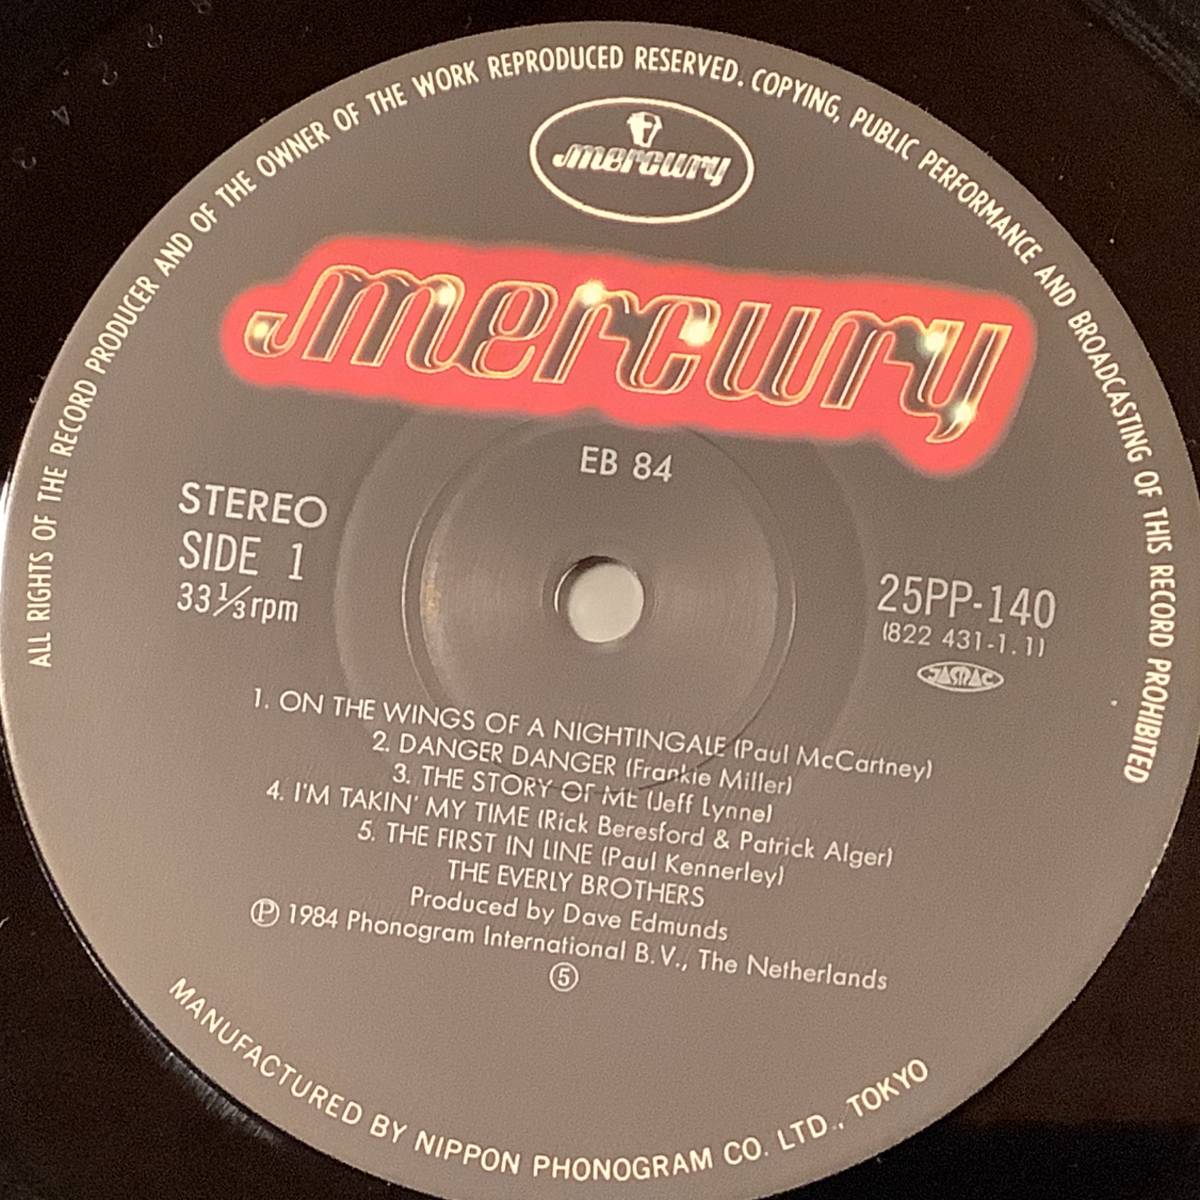 ALL RIGHTS OF THE RECORD PRODUCER AND OF THE OWNER OF THE WORK REPRODUCED RESERVED. COPYING, PUBLIC PERFORMANCE AND BROADCASTING OF THIS RECORD PROHIBITED
mercury
mercury
EB 84
STEREO
SIDE 1
33 1/3 rpm
25PP-140
(822 431-1.1)
JASRAC
1. ON THE WINGS OF A NIGHTINGALE (Paul McCartney)
2. DANGER DANGER (Frankie Miller)
3. THE STORY OF ME (Jeff Lynne)
4. I'M TAKIN' MY TIME (Rick Beresford & Patrick Alger)
5. THE FIRST IN LINE (Paul Kennerley)
THE EVERLY BROTHERS
Produced by Dave Edmunds
Ⓟ 1984 Phonogram International B.V., The Netherlands
⑤
MANUFACTURED BY NIPPON PHONOGRAM CO. LTD., TOKYO